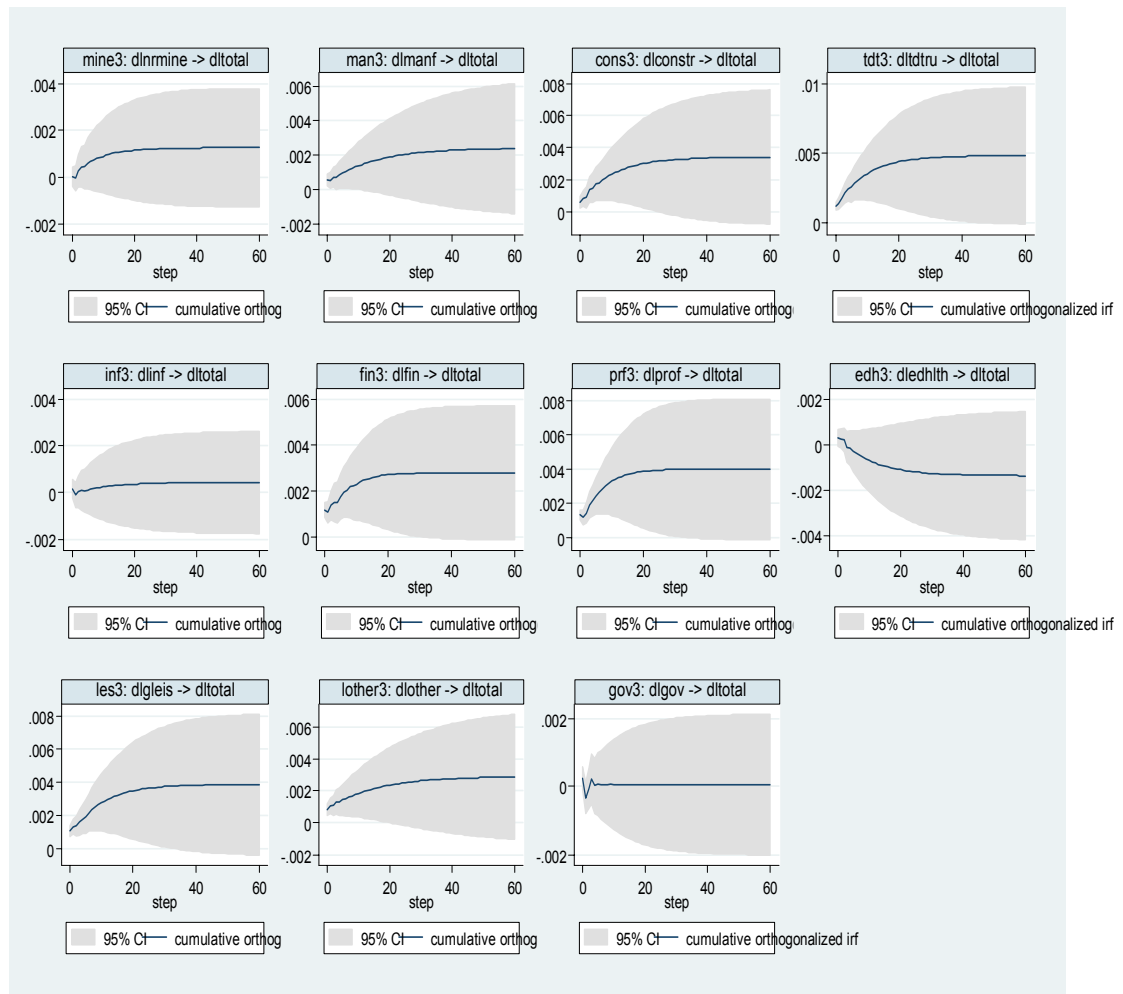 mine3: dlnrmine -> dltotal
.004
.002
0
-.002
0 20 40 60
step
95% CI cumulative orthog
man3: dlmanf -> dltotal
.006
.004
.002
0
-.002
0 20 40 60
step
95% CI cumulative orthog
cons3: dlconstr -> dltotal
.008
.006
.004
.002
0
0 20 40 60
step
95% CI cumulative orthog
tdt3: dltdtru -> dltotal
.01
.005
0
0 20 40 60
step
95% CI cumulative orthogonalized irf
inf3: dlinf -> dltotal
.004
.002
0
-.002
0 20 40 60
step
95% CI cumulative orthog
fin3: dlfin -> dltotal
.006
.004
.002
0
0 20 40 60
step
95% CI cumulative orthog
prf3: dlprof -> dltotal
.008
.006
.004
.002
0
0 20 40 60
step
95% CI cumulative orthog
edh3: dledhlth -> dltotal
.002
0
-.002
-.004
0 20 40 60
step
95% CI cumulative orthogonalized irf
les3: dlgleis -> dltotal
.008
.006
.004
.002
0
0 20 40 60
step
95% CI cumulative orthog
lother3: dlother -> dltotal
.006
.004
.002
0
-.002
0 20 40 60
step
95% CI cumulative orthog
gov3: dlgov -> dltotal
.002
0
-.002
0 20 40 60
step
95% CI cumulative orthogonalized irf